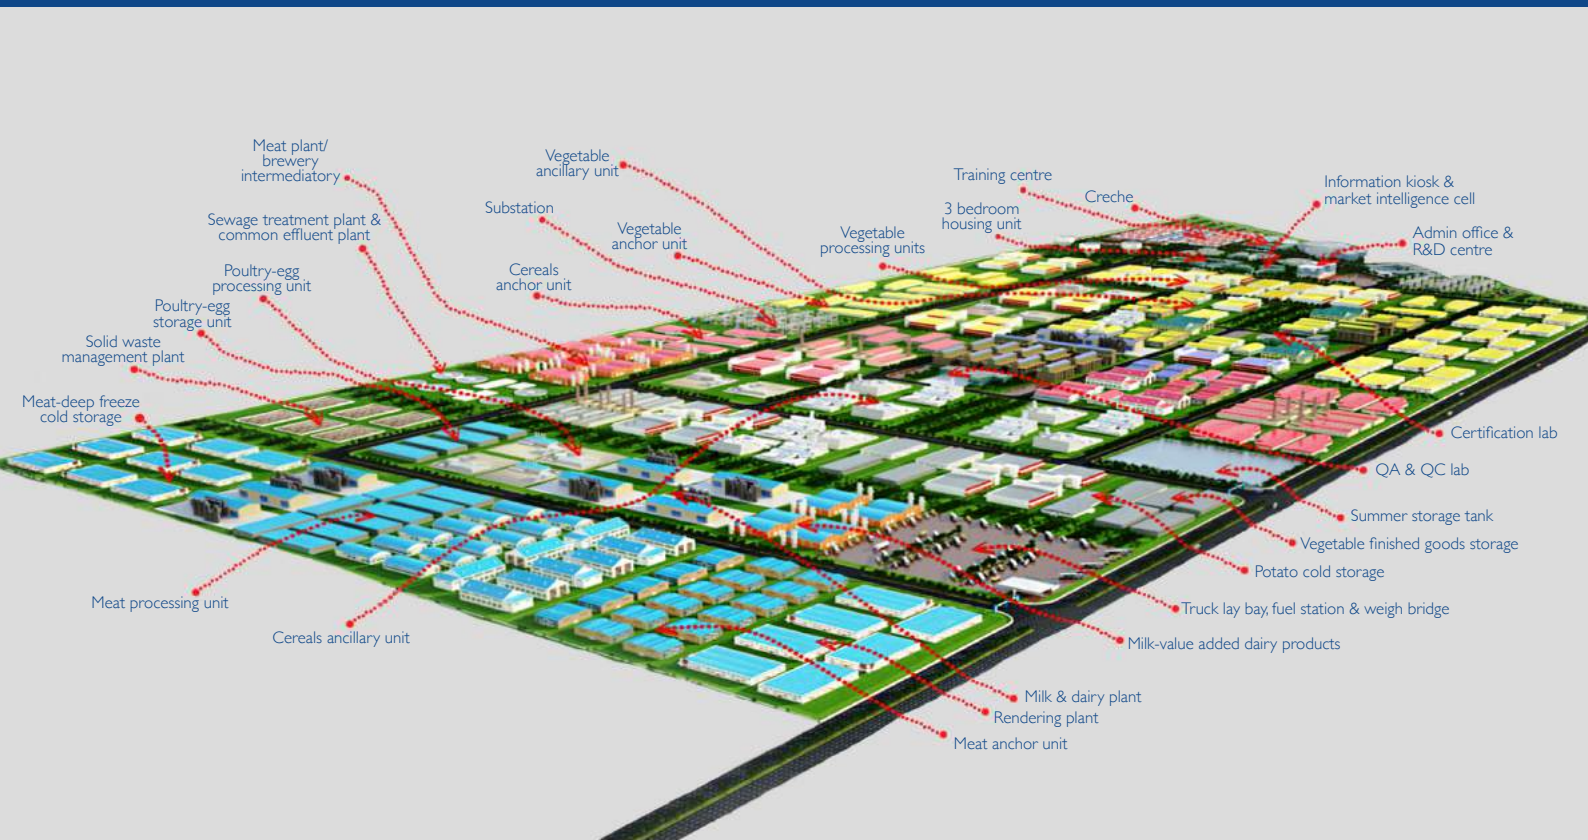 Meat plant/
brewery
intermediatory
Sewage treatment plant &
common effluent plant
Poultry-egg
processing unit
Poultry-egg
storage unit
Solid waste
management plant
Meat-deep freeze
cold storage
Vegetable
ancillary unit
Substation
Vegetable
anchor unit
Cereals
anchor unit
Vegetable
processing units
Training centre
3 bedroom
housing unit
Creche
Information kiosk &
market intelligence cell
Admin office &
R&D centre
Certification lab
QA & QC lab
Summer storage tank
Vegetable finished goods storage
Potato cold storage
Truck lay bay, fuel station & weigh bridge
Milk-value added dairy products
Milk & dairy plant
Rendering plant
Meat anchor unit
Meat processing unit
Cereals ancillary unit